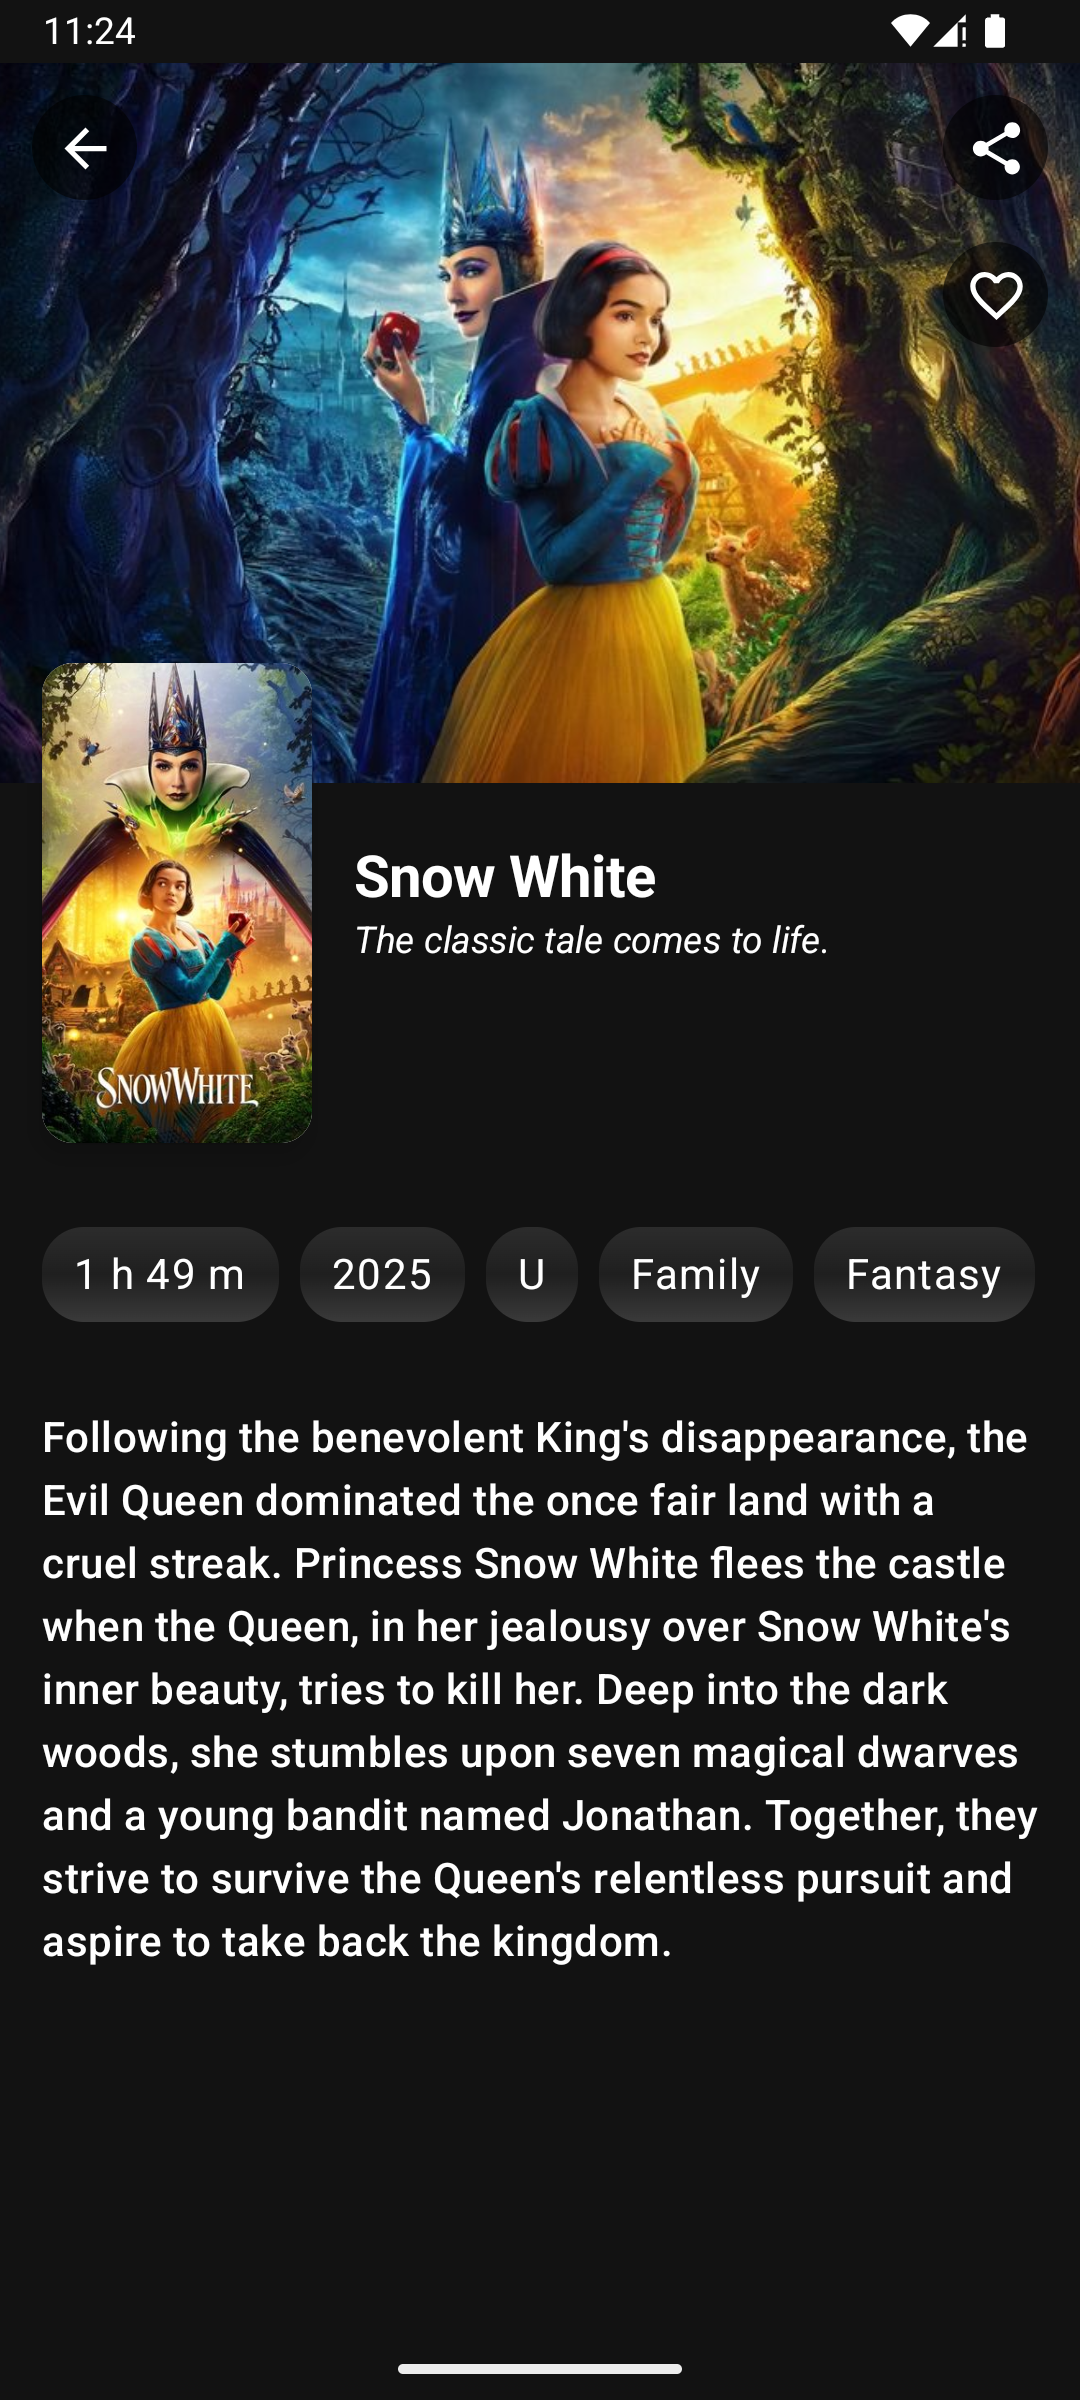 11:24
SNOW WHITE
Snow White
The classic tale comes to life.
1 h 49 m
2025
U
Family
Fantasy
Following the benevolent King's disappearance, the
Evil Queen dominated the once fair land with a
cruel streak. Princess Snow White flees the castle
when the Queen, in her jealousy over Snow White's
inner beauty, tries to kill her. Deep into the dark
woods, she stumbles upon seven magical dwarves
and a young bandit named Jonathan. Together, they
strive to survive the Queen's relentless pursuit and
aspire to take back the kingdom.